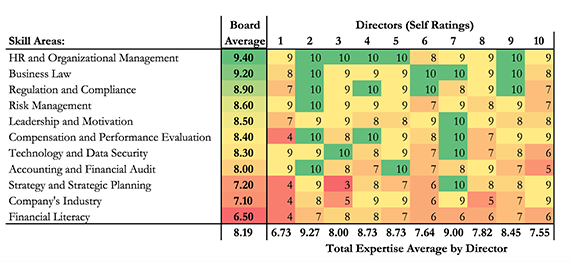 Skill Areas: Board Average Directors (Self Ratings)
1 2 3 4 5 6 7 8 9 10
HR and Organizational Management 9.40 9 10 10 10 10 8 9 9 10 9
Business Law 9.20 8 10 9 9 9 10 10 9 10 8
Regulation and Compliance 8.90 7 10 9 10 9 10 9 8 10 7
Risk Management 8.60 9 10 9 9 9 7 9 8 9 7
Leadership and Motivation 8.50 7 9 9 8 8 9 10 9 8 8
Compensation and Performance Evaluation 8.40 4 10 8 10 9 9 10 7 8 9
Technology and Data Security 8.30 9 9 10 8 9 7 10 7 8 6
Accounting and Financial Audit 8.00 9 10 8 7 10 8 7 9 7 5
Strategy and Strategic Planning 7.20 4 9 3 8 7 6 10 8 8 9
Company's Industry 7.10 4 8 5 9 9 6 9 5 7 9
Financial Literacy 6.50 4 7 8 8 7 6 6 6 7 6
8.19 6.73 9.27 8.00 8.73 8.73 7.64 9.00 7.82 8.45 7.55
Total Expertise Average by Director